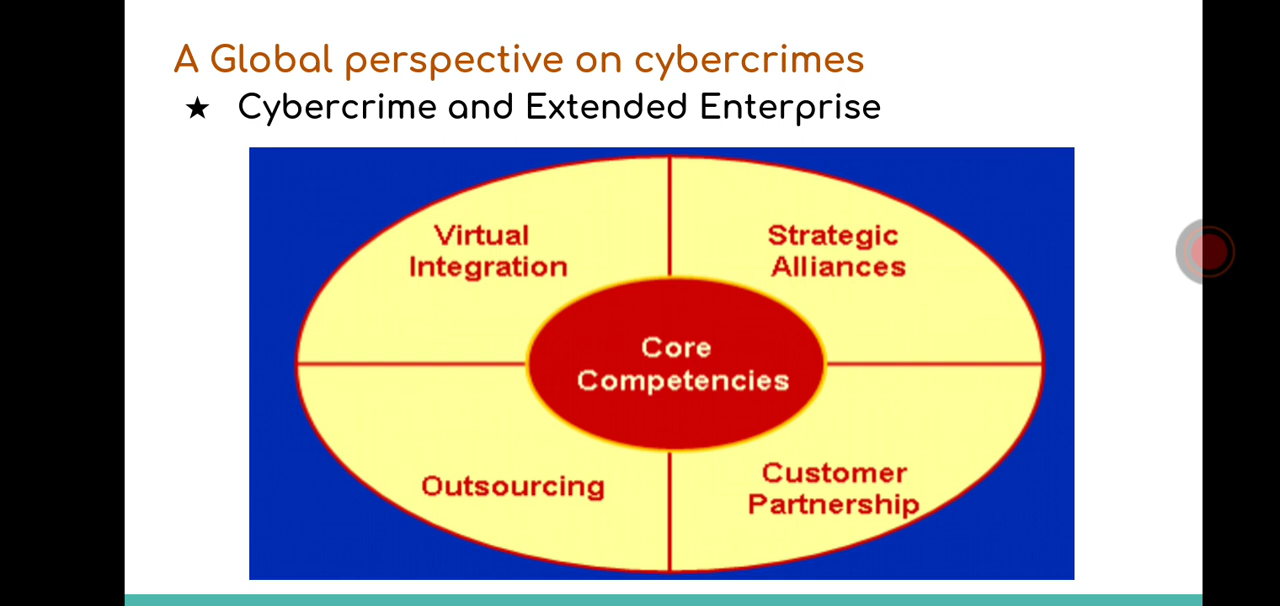 A Global perspective on cybercrimes
★ Cybercrime and Extended Enterprise
Virtual
Integration
Strategic
Alliances
Core
Competencies
Outsourcing
Customer
Partnership